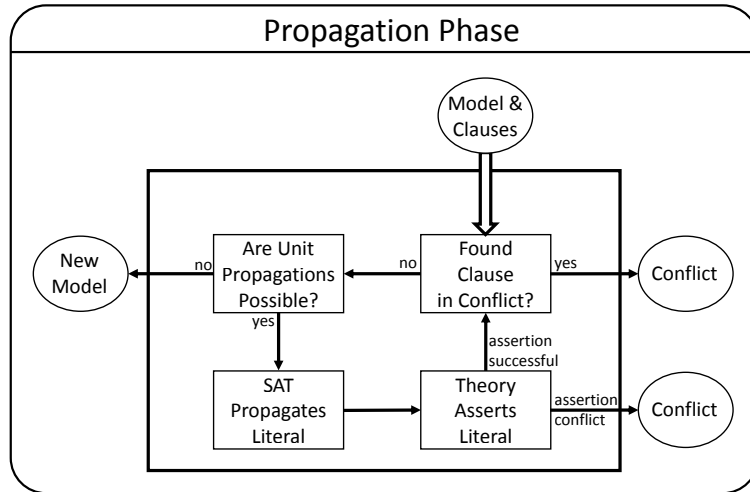 Propagation Phase
Model &
Clauses
Are Unit
Propagations
Possible?
Found
Clause
in Conflict?
New
Model
no
no
yes
Conflict
yes
assertion
successful
SAT
Propagates
Literal
Theory
Asserts
Literal
assertion
conflict
Conflict